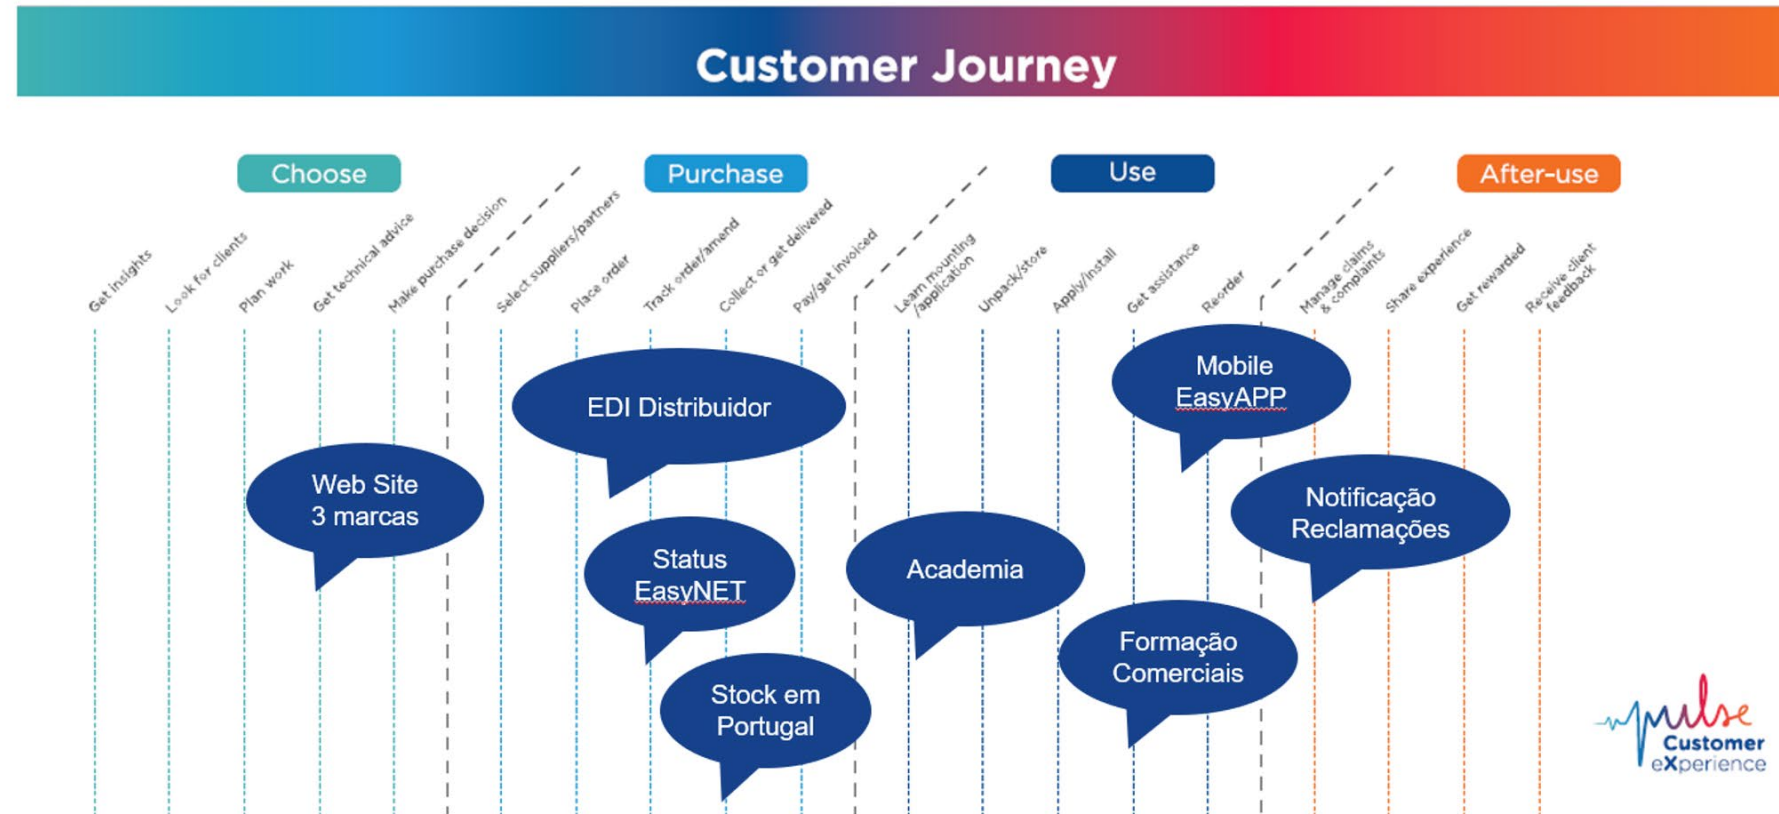 Customer Journey
Choose
Purchase
Use
After-use
Get insights
Look for clients
Plan work
Get technical advice
Make purchase decision
Select suppliers/partners
Place order
Track order/amend
Collect or get delivered
Pay/get invoiced
Learn mounting
/application
Unpack/store
Apply/install
Get assistance
Reorder
Manage claims
& complaints
Share experience
Get rewarded
Receive client
feedback
Web Site
3 marcas
EDI Distribuidor
Status
EasyNET
Stock em
Portugal
Academia
Mobile
EasyAPP
Formação
Comerciais
Notificação
Reclamações
pulse
Customer
eXperience